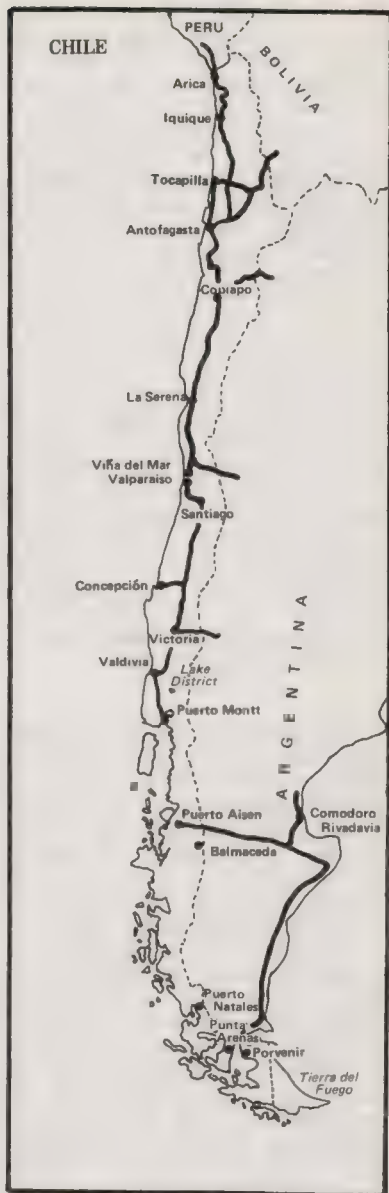 CHILE
PERU
BOLIVIA
Arica
Iquique
Tocapilla
Antofagasta
Copiapo
La Serena
Viña del Mar
Valparaiso
Santiago
Concepción
Victoria
Valdivia
Lake
District
Puerto Montt
ARGENTINA
Puerto Aisen
Comodoro
Rivadavia
Balmaceda
Puerto
Natales
Punta
Arenas
Porvenir
Tierra del
Fuego